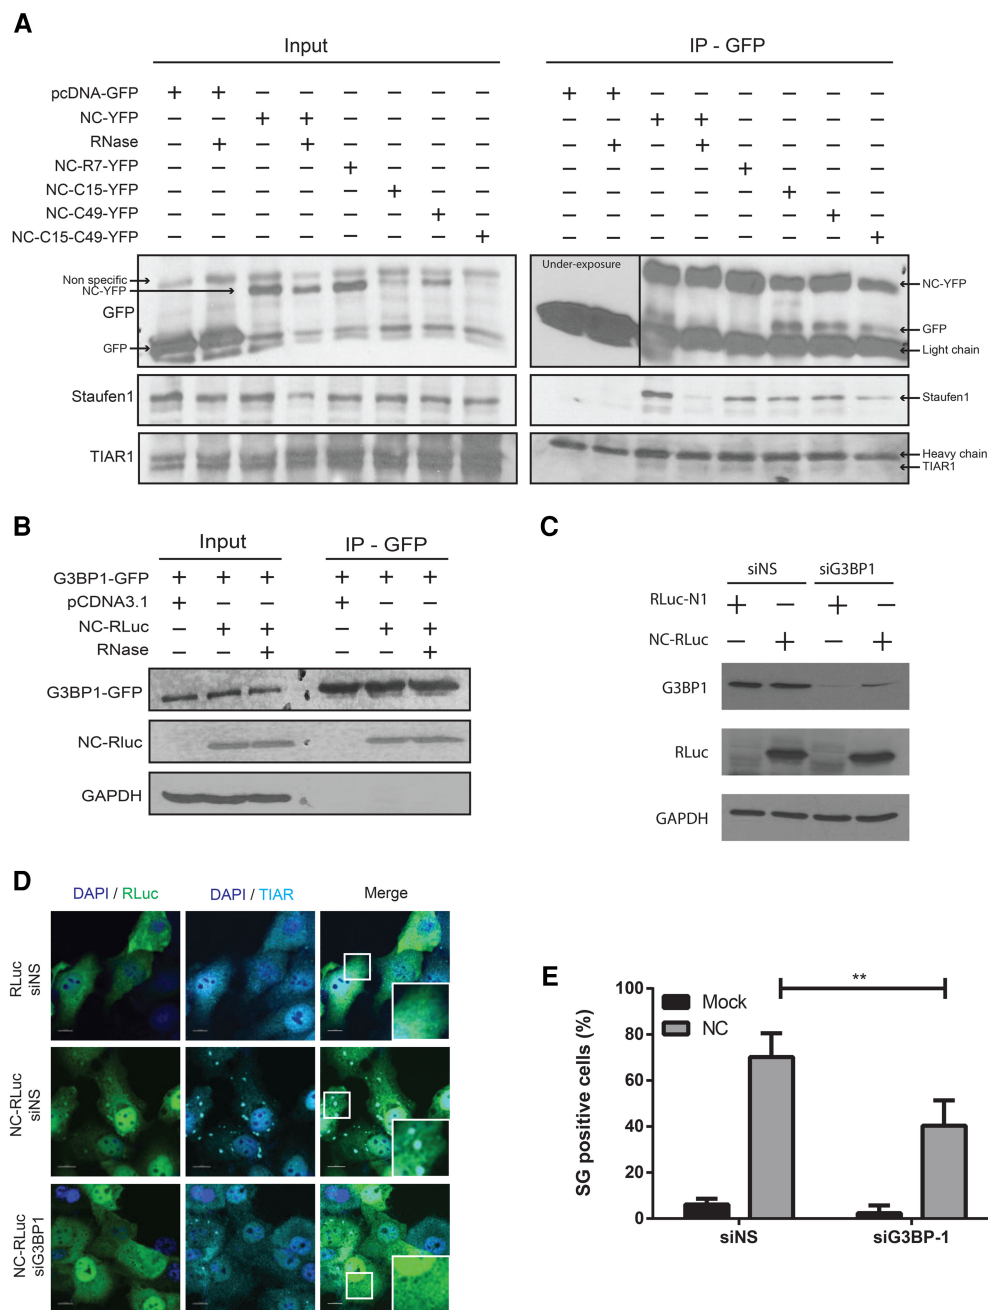 A
Input
IP - GFP
pcDNA-GFP + + − − − − − − + + − − − − − −
NC-YFP − − + + − − − − − − + + − − − −
RNase − + − + − − − − − + − + − − − −
NC-R7-YFP − − − − + − − − − − − − + − − −
NC-C15-YFP − − − − − + − − − − − − − + − −
NC-C49-YFP − − − − − − + − − − − − − − + −
NC-C15-C49-YFP − − − − − − − + − − − − − − − +
Non specific
NC-YFP
GFP
GFP
Under-exposure
NC-YFP
GFP
Light chain
Staufen1
Staufen1
TIAR1
Heavy chain
TIAR1
B
Input
IP - GFP
G3BP1-GFP + + + + + +
pCDNA3.1 + − − + − −
NC-RLuc − + + − + +
RNase + +
G3BP1-GFP
NC-Rluc
GAPDH
C
siNS
siG3BP1
RLuc-N1 + − + −
NC-RLuc − + − +
G3BP1
RLuc
GAPDH
D
DAPI / RLuc
DAPI / TIAR
Merge
RLuc
siNS
NC-RLuc
siNS
NC-RLuc
siG3BP1
E
SG positive cells (%)
100
80
60
40
20
0
Mock
NC
**
siNS
siG3BP-1